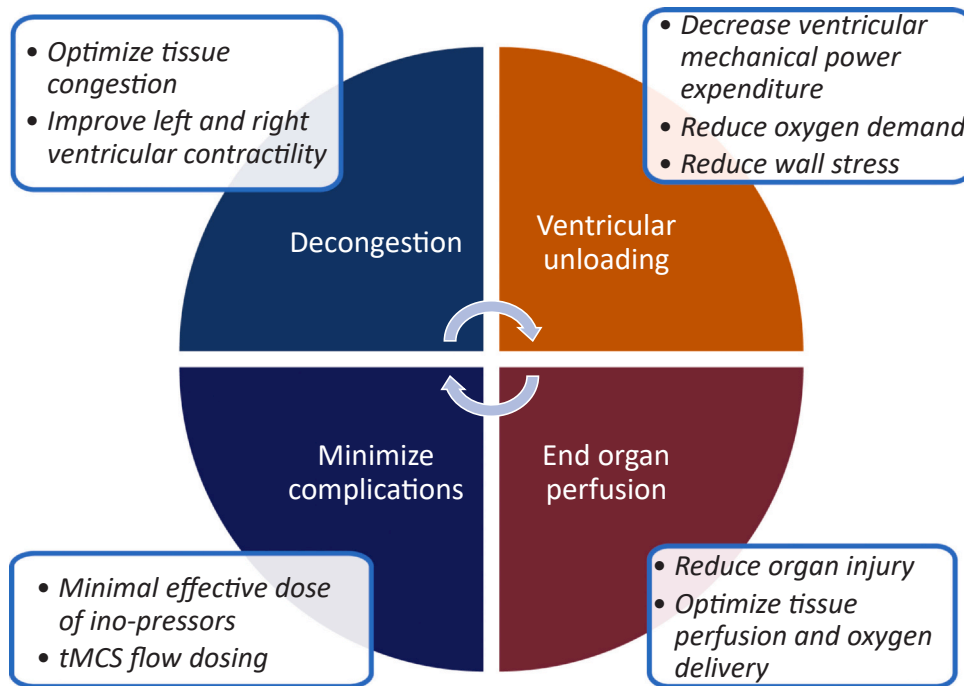 • Optimize tissue
congestion
• Improve left and right
ventricular contractility
• Decrease ventricular
mechanical power
expenditure
• Reduce oxygen demand
• Reduce wall stress
Decongestion
Ventricular
unloading
Minimize
complications
End organ
perfusion
• Minimal effective dose
of ino-pressors
• tMCS flow dosing
• Reduce organ injury
• Optimize tissue
perfusion and oxygen
delivery